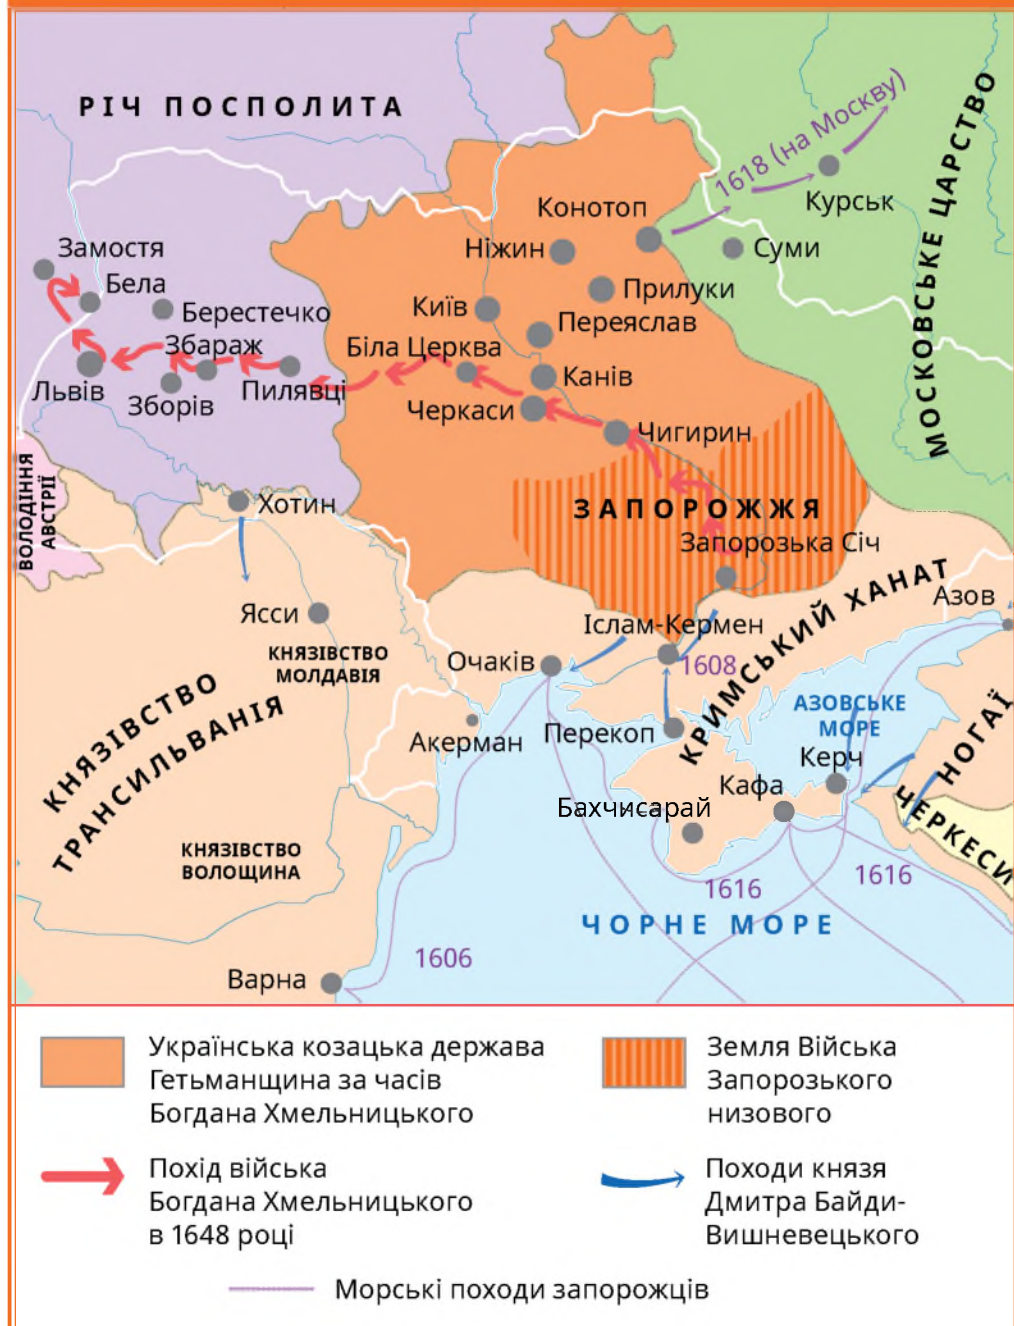 РІЧ ПОСПОЛИТА
1618 (на Москву)
МОСКОВСЬКЕ ЦАРСТВО
Курськ
Конотоп
Ніжин
Суми
Замостя
Бела
Прилуки
Берестечко
Київ
Переяслав
Збараж
Біла Церква
Канів
Львів
Зборів
Пилявці
Черкаси
Чигирин
ВОЛОДІННЯ
АВСТРІЇ
Хотин
ЗАПОРОЖЖЯ
Запорозька Січ
КРИМСЬКИЙ ХАНАТ
Азов
Ясси
Іслам-Кермен
КНЯЗІВСТВО
МОЛДАВІЯ
Очаків
1608
КНЯЗІВСТВО
ТРАНСИЛЬВАНІЯ
АЗОВСЬКЕ
МОРЕ
НОГАЇ
Акерман
Перекоп
Керч
Кафа
ЧЕРКЕСИ
Бахчисарай
КНЯЗІВСТВО
ВОЛОЩИНА
1616
1616
ЧОРНЕ МОРЕ
1606
Варна
Українська козацька держава
Гетьманщина за часів
Богдана Хмельницького
Земля Війська
Запорозького
низового
Похід війська
Богдана Хмельницького
в 1648 році
Походи князя
Дмитра Байди-
Вишневецького
Морські походи запорожців